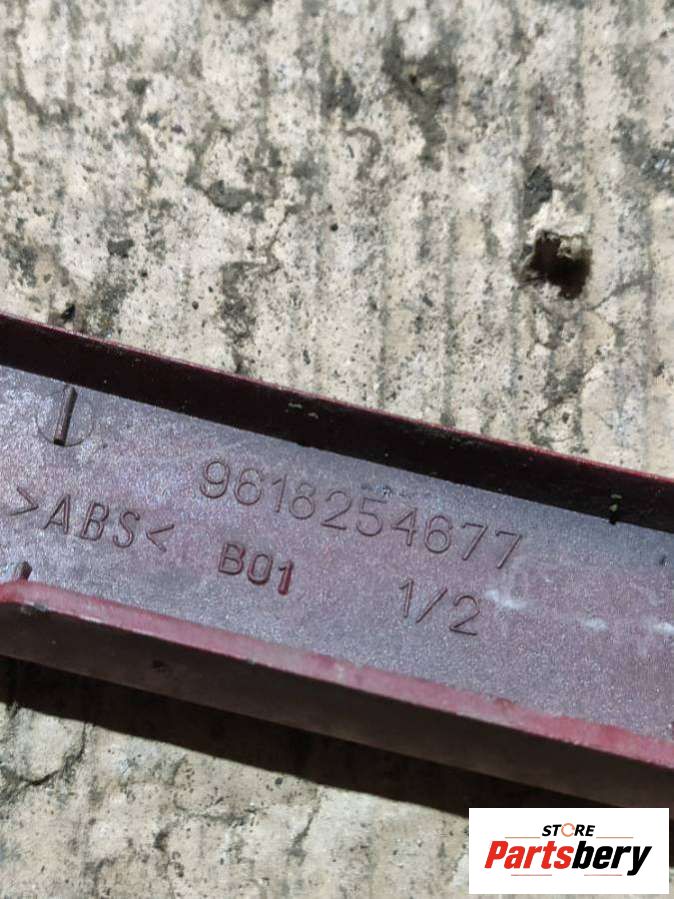 9618254677
>ABS< B01 1/2
STORE
Partsbery